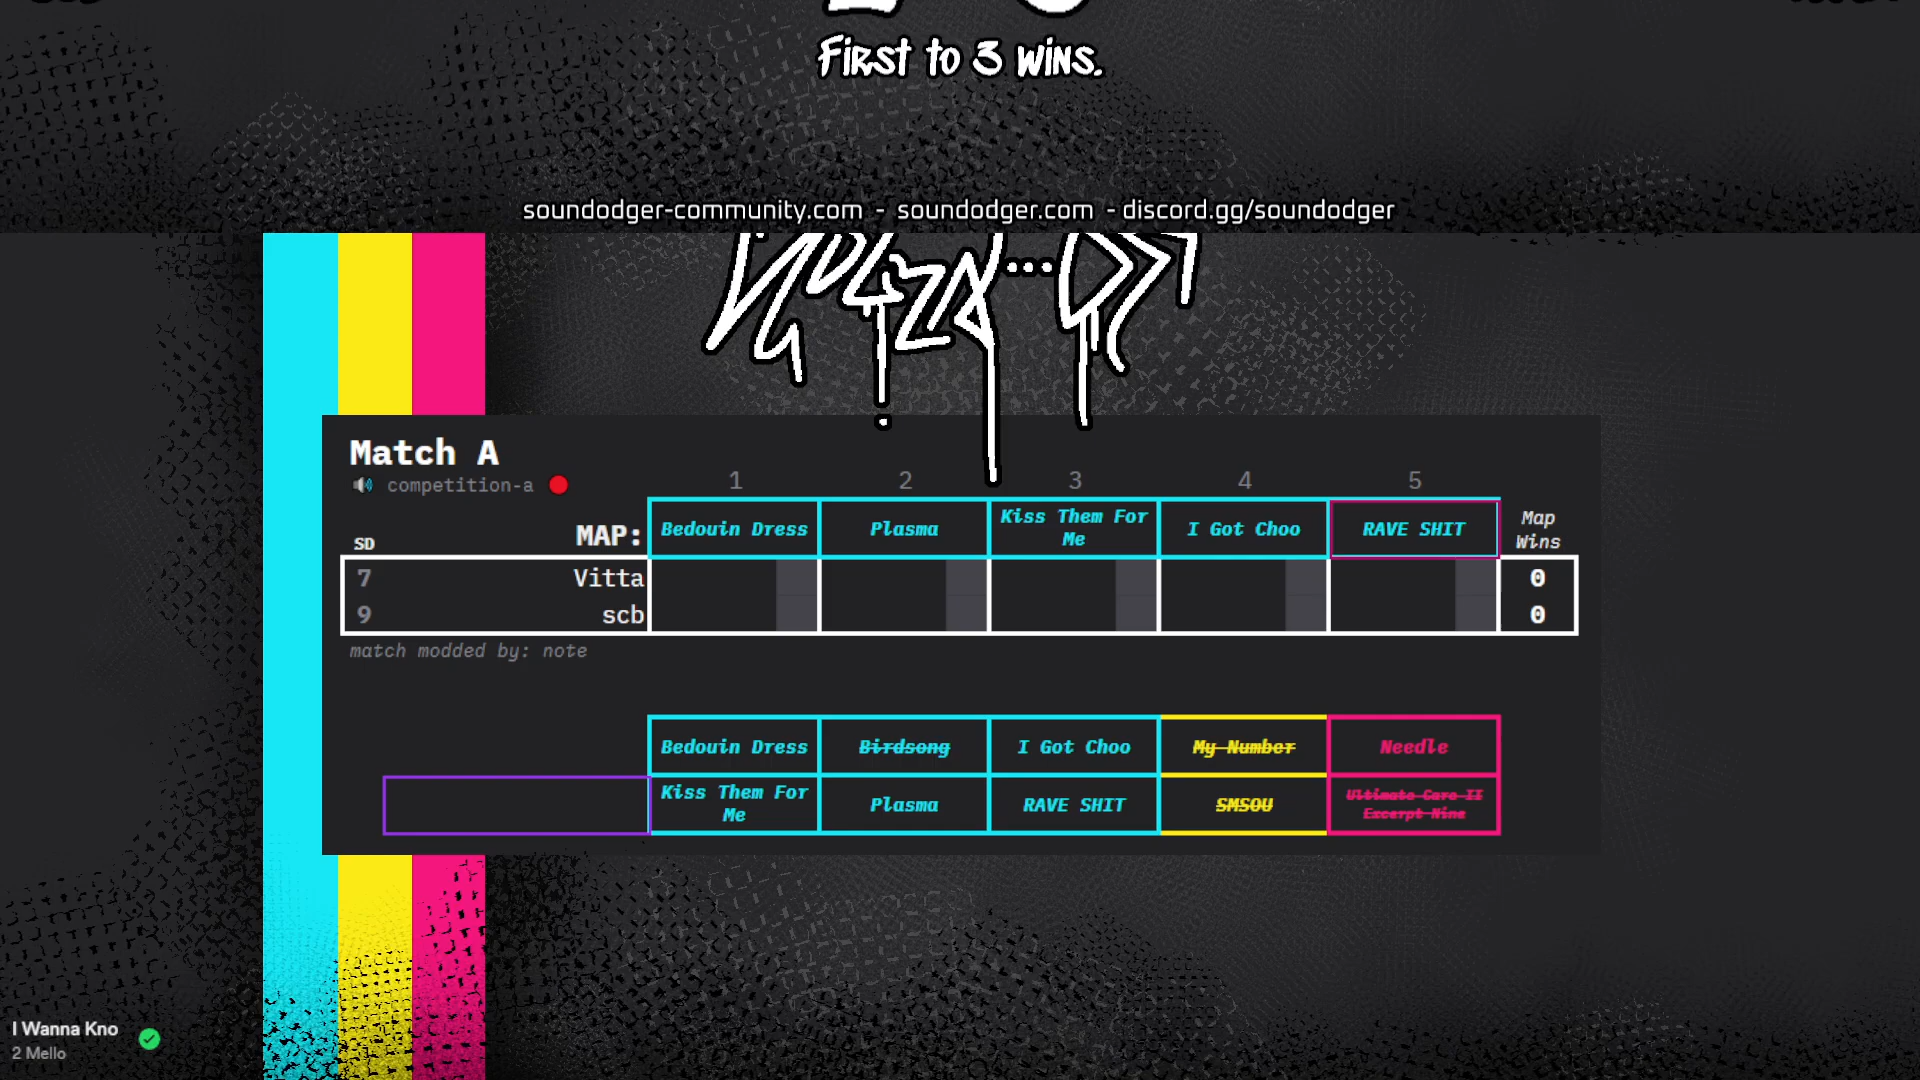 First to 3 wins.
soundodger-community.com - soundodger.com - discord.gg/soundodger
Match A
competition-a
1 2 3 4 5
SD MAP: Bedouin Dress Plasma Kiss Them For Me I Got Choo RAVE SHIT Map Wins
7 Vitta 0
9 scb 0
match modded by: note
Bedouin Dress Birdsong I Got Choo My Number Needle
Kiss Them For Me Plasma RAVE SHIT SMSOU Ultimate Care II Excerpt Nine
I Wanna Kno
2 Mello